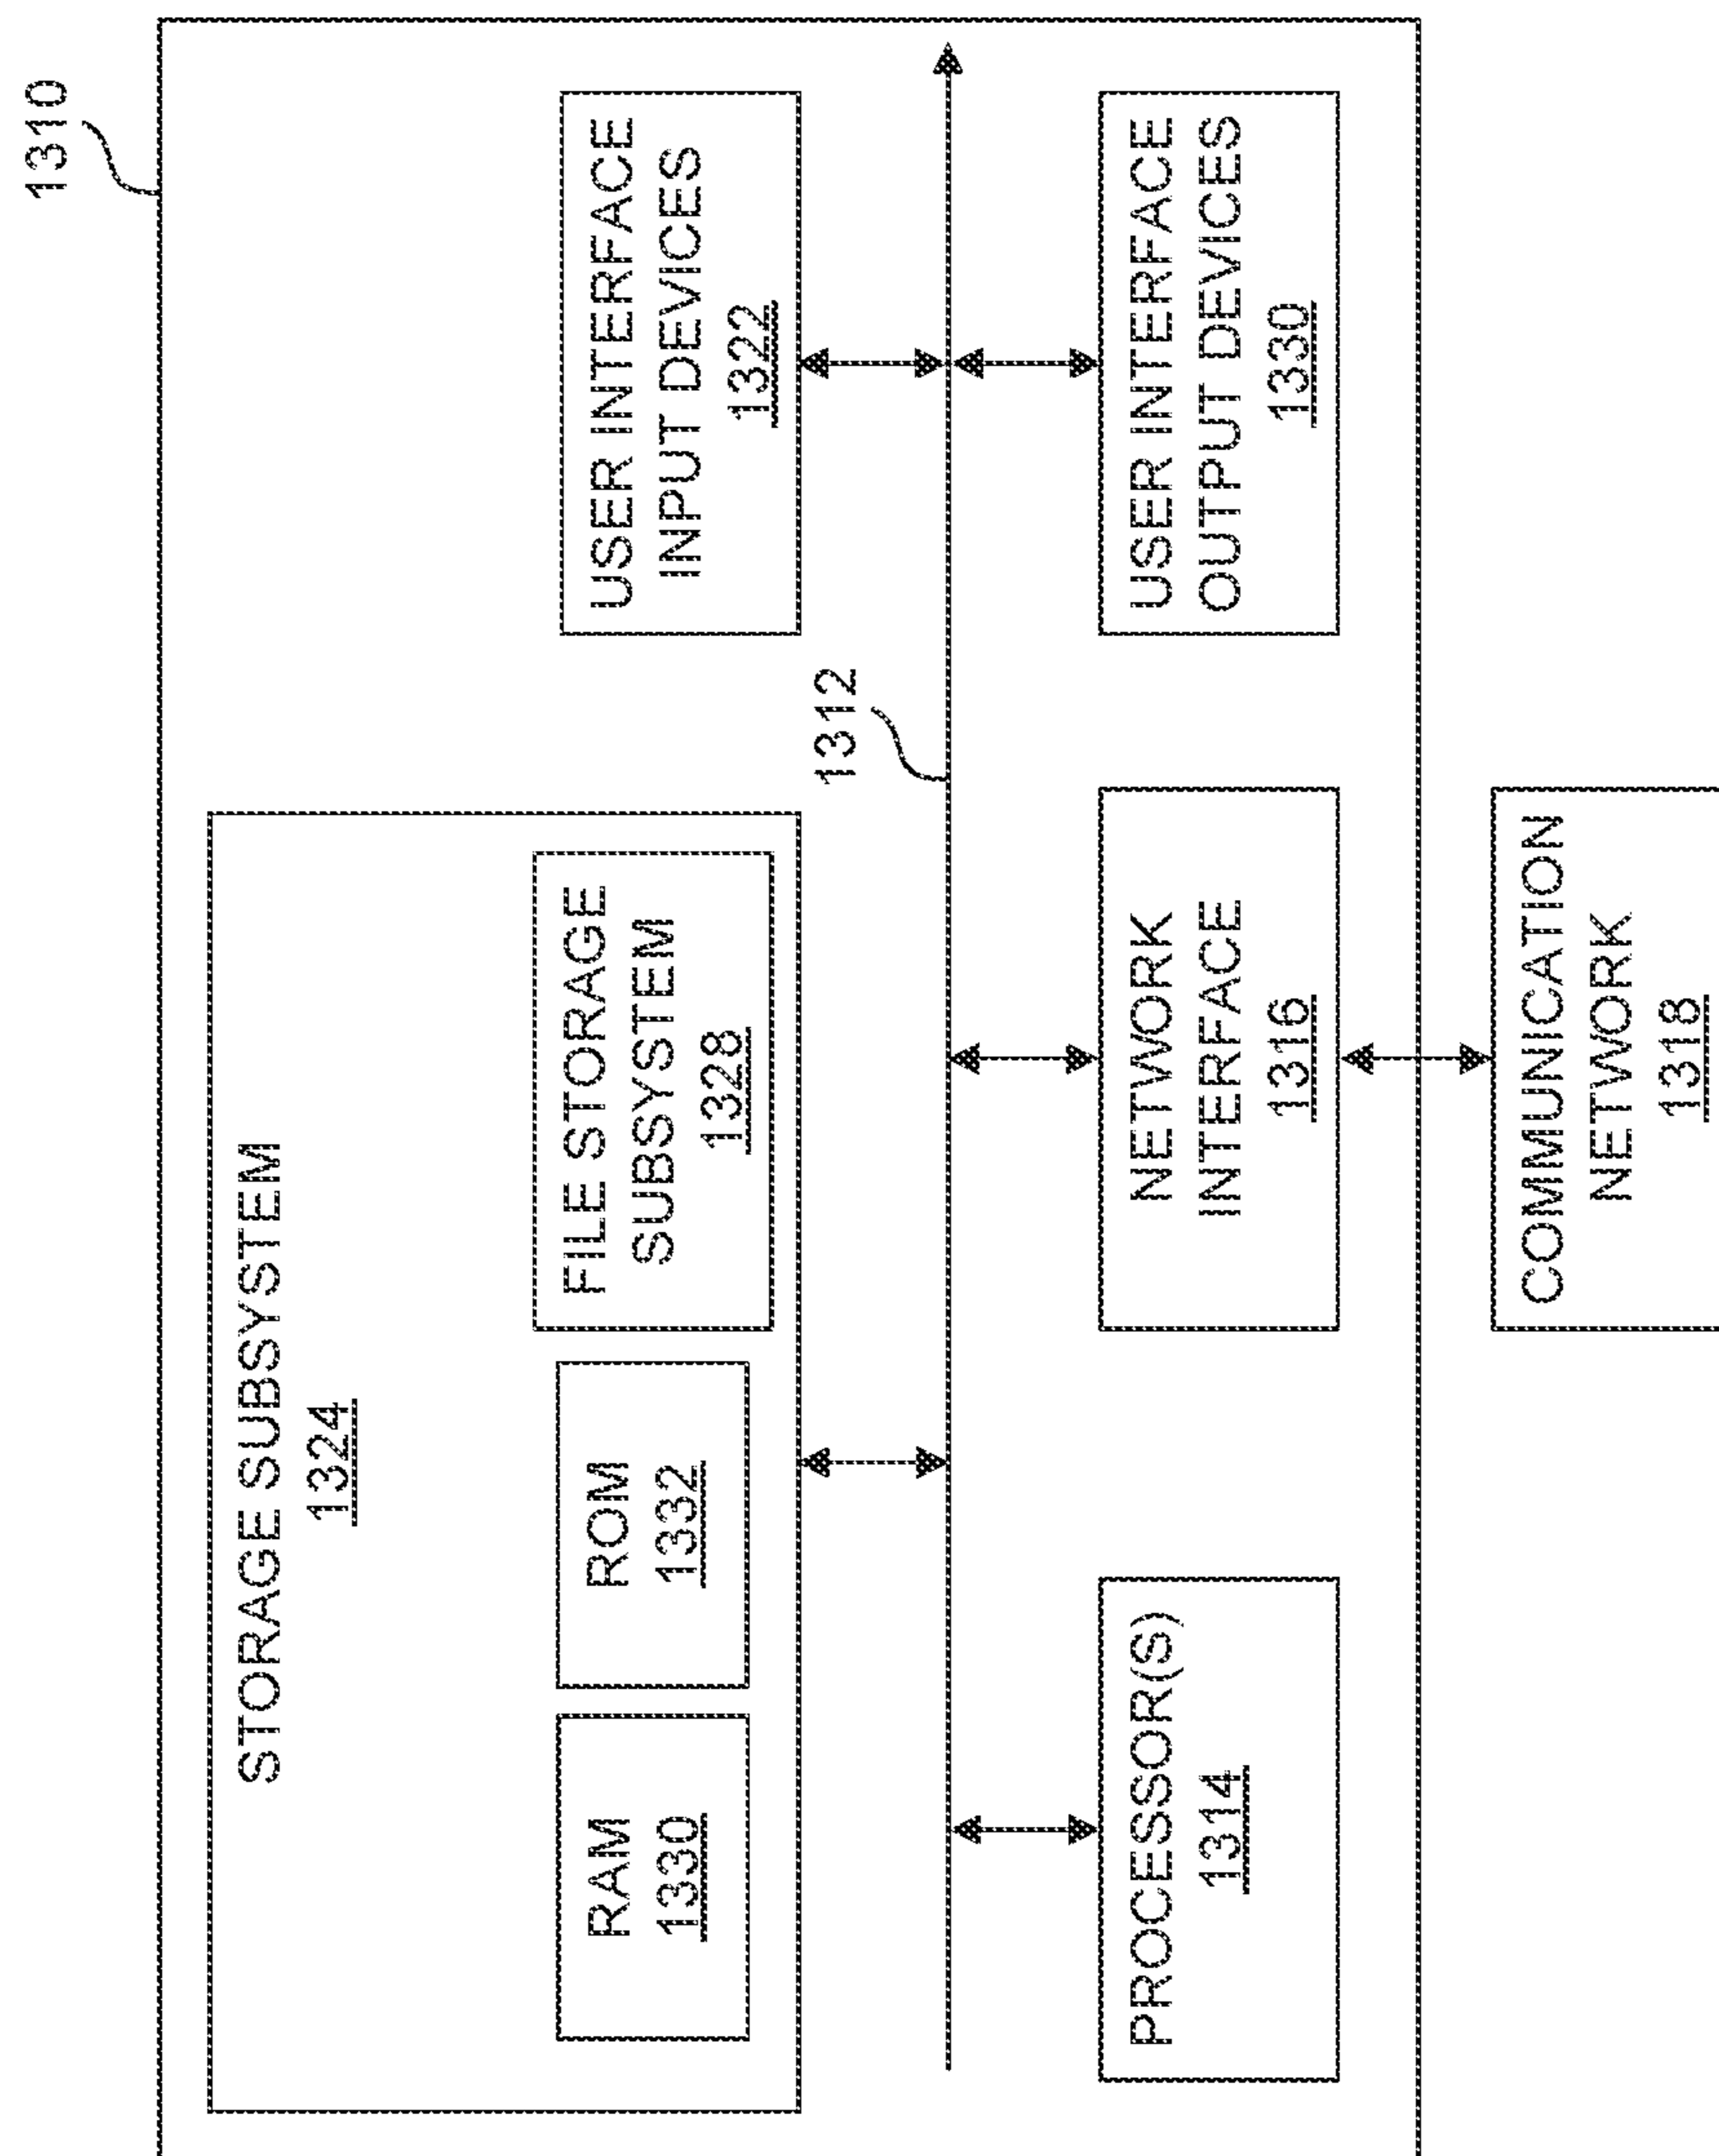 1310
STORAGE SUBSYSTEM
1324
RAM
1330
ROM
1332
FILE STORAGE
SUBSYSTEM
1328
USER INTERFACE
INPUT DEVICES
1322
1312
PROCESSOR(S)
1314
NETWORK
INTERFACE
1316
USER INTERFACE
OUTPUT DEVICES
1330
COMMUNICATION
NETWORK
1318